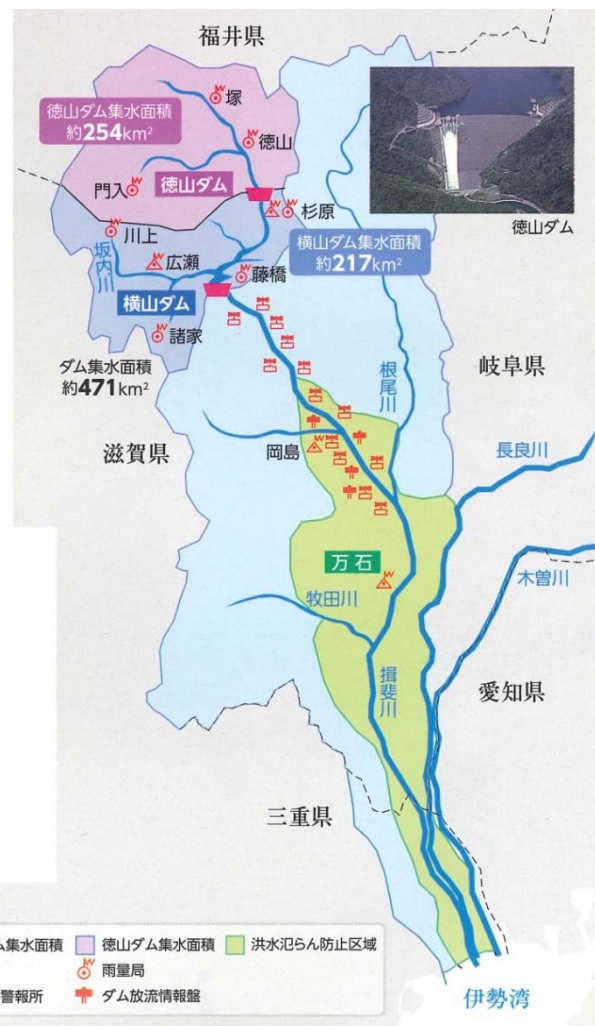 福井県
塚
徳山ダム集水面積
約254km²
徳山
門入
徳山ダム
杉原
徳山ダム
川上
坂内川
広瀬
横山ダム集水面積
約217km²
藤橋
横山ダム
諸家
ダム集水面積
約471km²
根尾川
岐阜県
滋賀県
岡島
長良川
万石
木曽川
牧田川
揖斐川
愛知県
三重県
ム集水面積
徳山ダム集水面積
洪水氾らん防止区域
雨量局
警報所
ダム放流情報盤
伊勢湾